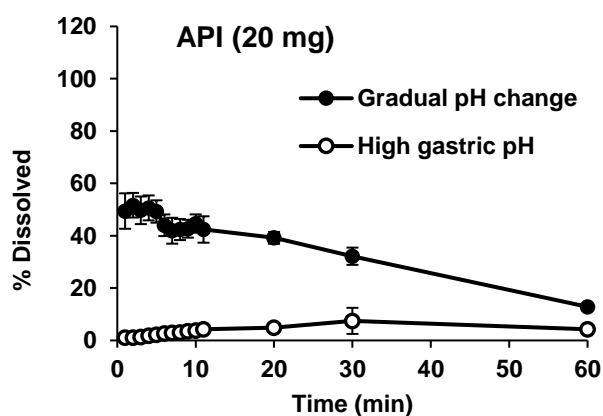 API (20 mg)
120
100
80
60
40
20
0
% Dissolved
Gradual pH change
High gastric pH
0 10 20 30 40 50 60
Time (min)